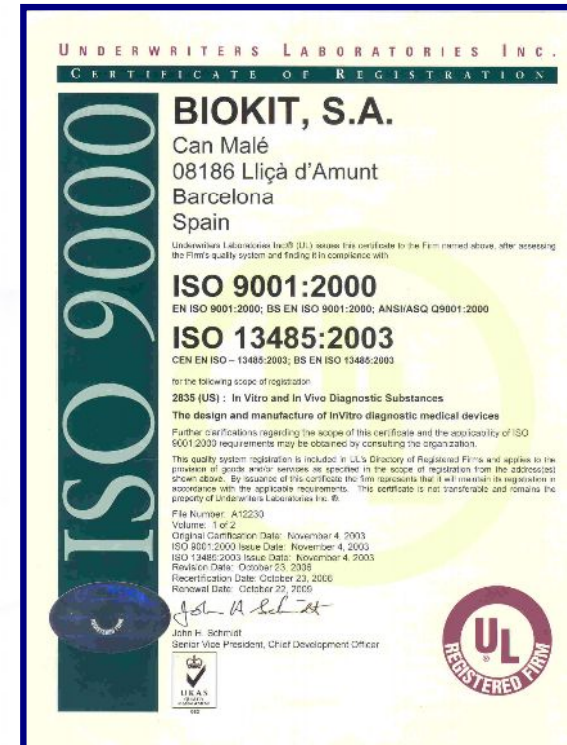 UNDERWRITERS LABORATORIES INC.
CERTIFICATE OF REGISTRATION
ISO 9000
BIOKIT, S.A.
Can Malé
08186 Lliçà d'Amunt
Barcelona
Spain
Underwriters Laboratories Inc.® (UL) issues this certificate to the Firm named above, after assessing
the Firm's quality system and finding it in compliance with
ISO 9001:2000
EN ISO 9001:2000; BS EN ISO 9001:2000; ANSI/ASQ Q9001:2000
ISO 13485:2003
CEN EN ISO – 13485:2003; BS EN ISO 13485:2003
for the following scope of registration
2835 (US) : In Vitro and In Vivo Diagnostic Substances
The design and manufacture of InVitro diagnostic medical devices
Further clarifications regarding the scope of this certificate and the applicability of ISO
9001:2000 requirements may be obtained by consulting the organization.
This quality system registration is included in UL's Directory of Registered Firms and applies to the
provision of goods and/or services as specified in the scope of registration from the address(es)
shown above. By issuance of this certificate the firm represents that it will maintain its registration in
accordance with the applicable requirements. This certificate is not transferable and remains the
property of Underwriters Laboratories Inc. ®.
File Number: A12230
Volume: 1 of 2
Original Certification Date: November 4, 2003
ISO 9001:2000 Issue Date: November 4, 2003
ISO 13485:2003 Issue Date: November 4, 2003
Revision Date: October 23, 2006
Recertification Date: October 23, 2006
Renewal Date: October 22, 2009
John H. Schmidt
Senior Vice President, Chief Development Officer
UKAS
UL
REGISTERED FIRM